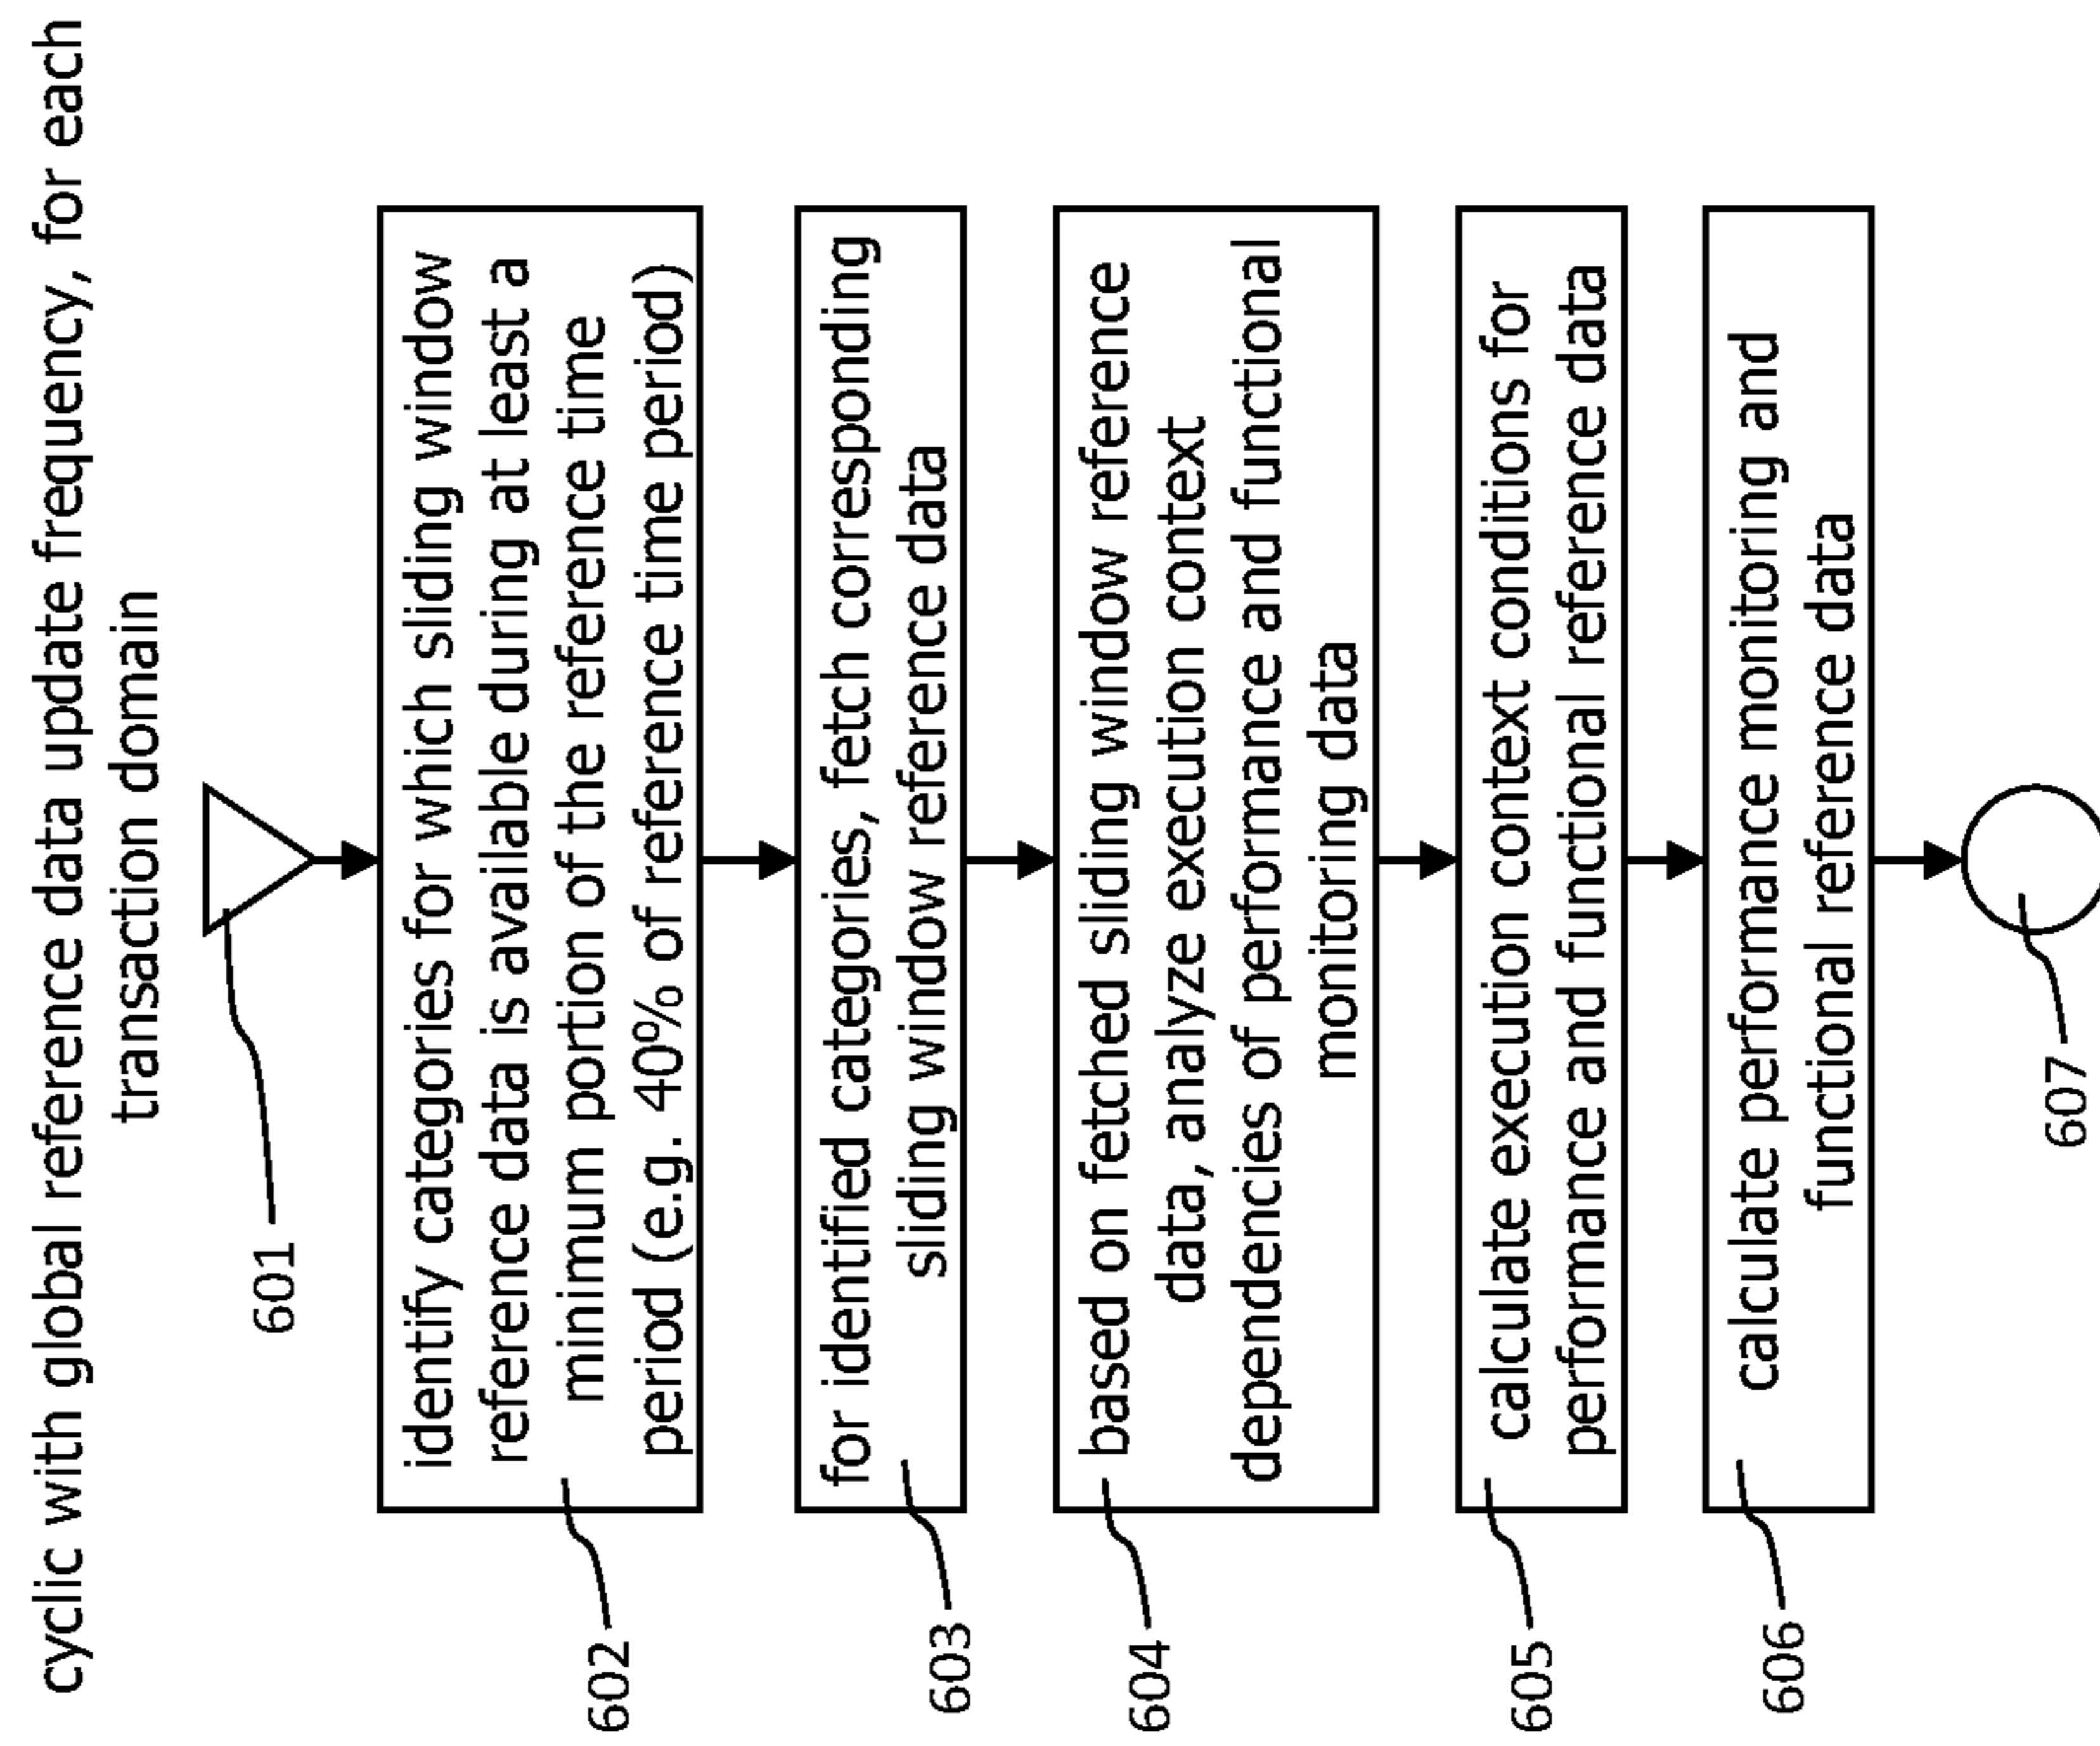 cyclic with global reference data update frequency, for each
transaction domain
601
identify categories for which sliding window
reference data is available during at least a
minimum portion of the reference time
period (e.g. 40% of reference time period)
602
for identified categories, fetch corresponding
sliding window reference data
603
based on fetched sliding window reference
data, analyze execution context
dependencies of performance and functional
monitoring data
604
calculate execution context conditions for
performance and functional reference data
605
calculate performance monitoring and
functional reference data
606
607